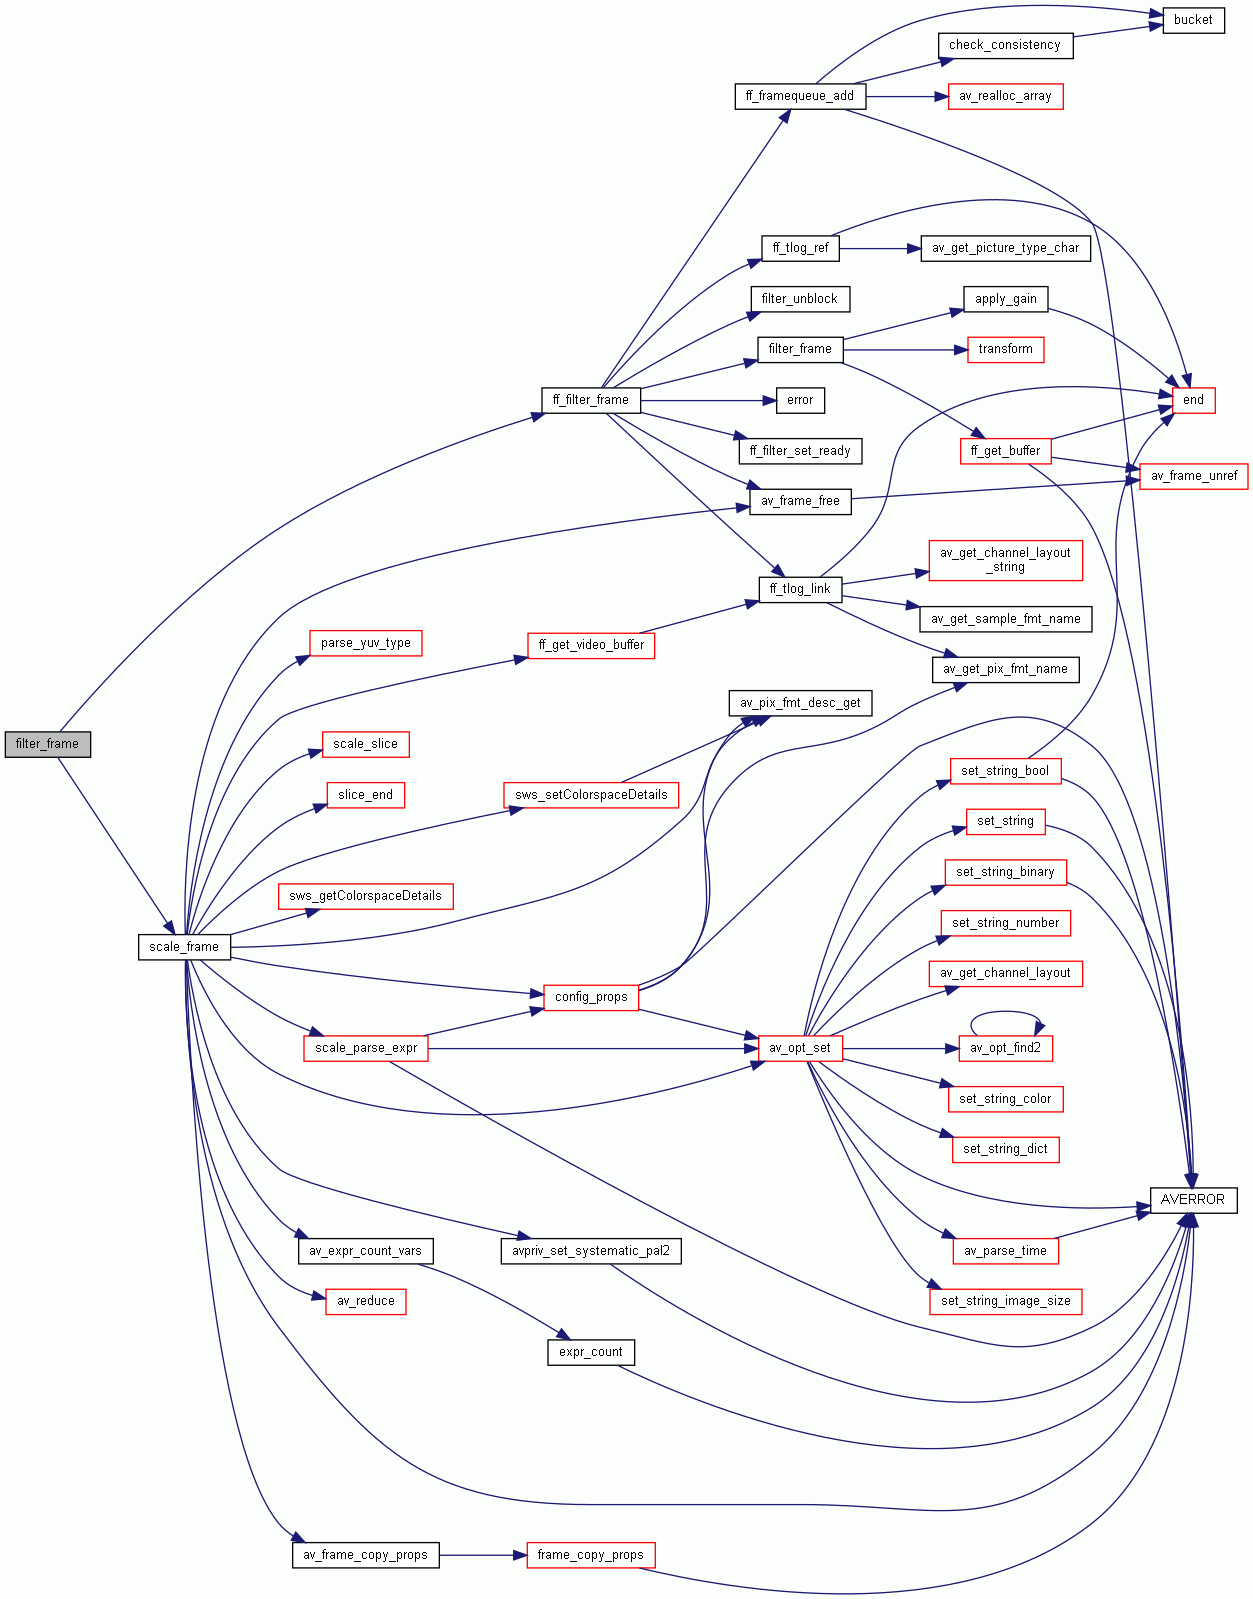 bucket
check_consistency
ff_framequeue_add
av_realloc_array
ff_tlog_ref
av_get_picture_type_char
filter_unblock
apply_gain
filter_frame
transform
ff_filter_frame
error
end
ff_filter_set_ready
ff_get_buffer
av_frame_unref
av_frame_free
av_get_channel_layout
_string
ff_tlog_link
av_get_sample_fmt_name
parse_yuv_type
ff_get_video_buffer
av_get_pix_fmt_name
av_pix_fmt_desc_get
filter_frame
scale_slice
set_string_bool
slice_end
sws_setColorspaceDetails
set_string
set_string_binary
sws_getColorspaceDetails
set_string_number
scale_frame
av_get_channel_layout
config_props
scale_parse_expr
av_opt_set
av_opt_find2
set_string_color
set_string_dict
AVERROR
av_expr_count_vars
avpriv_set_systematic_pal2
av_parse_time
av_reduce
set_string_image_size
expr_count
av_frame_copy_props
frame_copy_props